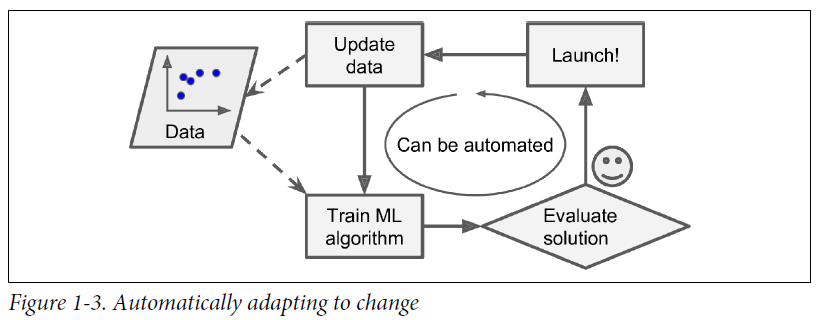 Update
data
Launch!
Data
Can be automated
Train ML
algorithm
Evaluate
solution
Figure 1-3. Automatically adapting to change